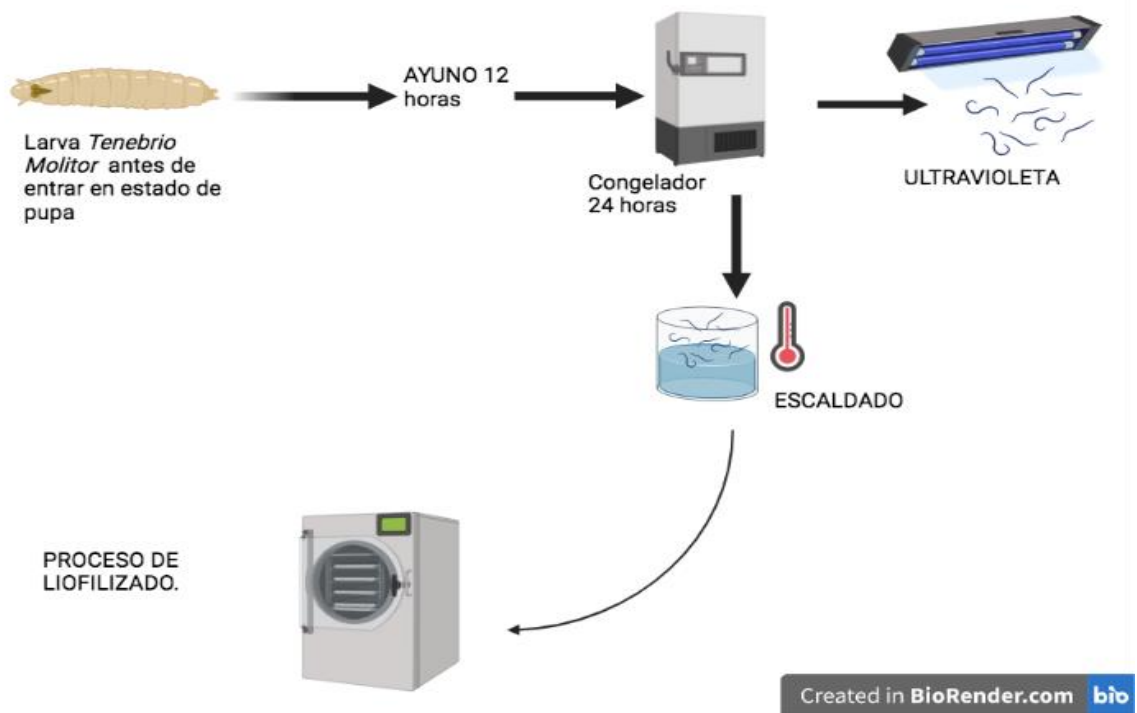 Larva Tenebrio
Molitor antes de
entrar en estado de
pupa
AYUNO 12
horas
Congelador
24 horas
ULTRAVIOLETA
ESCALDADO
PROCESO DE
LIOFILIZADO.
Created in BioRender.com bio